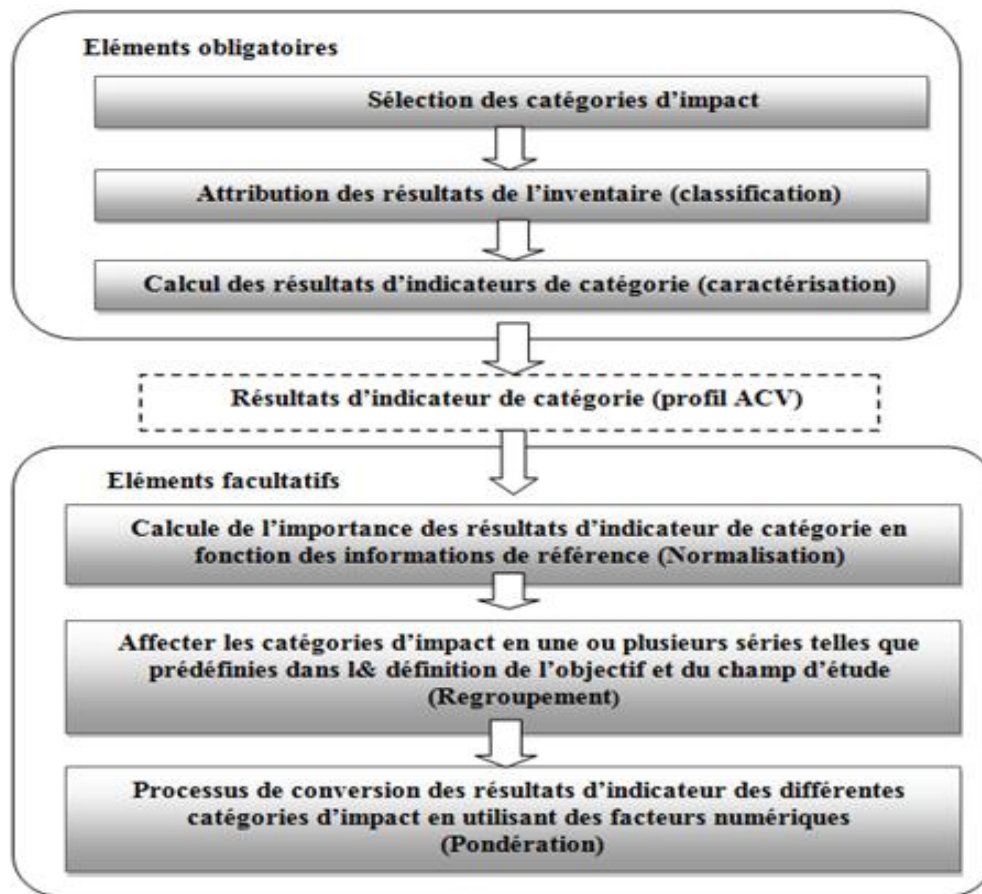 Eléments obligatoires
Sélection des catégories d’impact
Attribution des résultats de l’inventaire (classification)
Calcul des résultats d’indicateurs de catégorie (caractérisation)
Résultats d’indicateur de catégorie (profil ACV)
Eléments facultatifs
Calcule de l’importance des résultats d’indicateur de catégorie en
fonction des informations de référence (Normalisation)
Affecter les catégories d’impact en une ou plusieurs séries telles que
prédéfinies dans l& définition de l’objectif et du champ d’étude
(Regroupement)
Processus de conversion des résultats d’indicateur des différentes
catégories d’impact en utilisant des facteurs numériques
(Pondération)